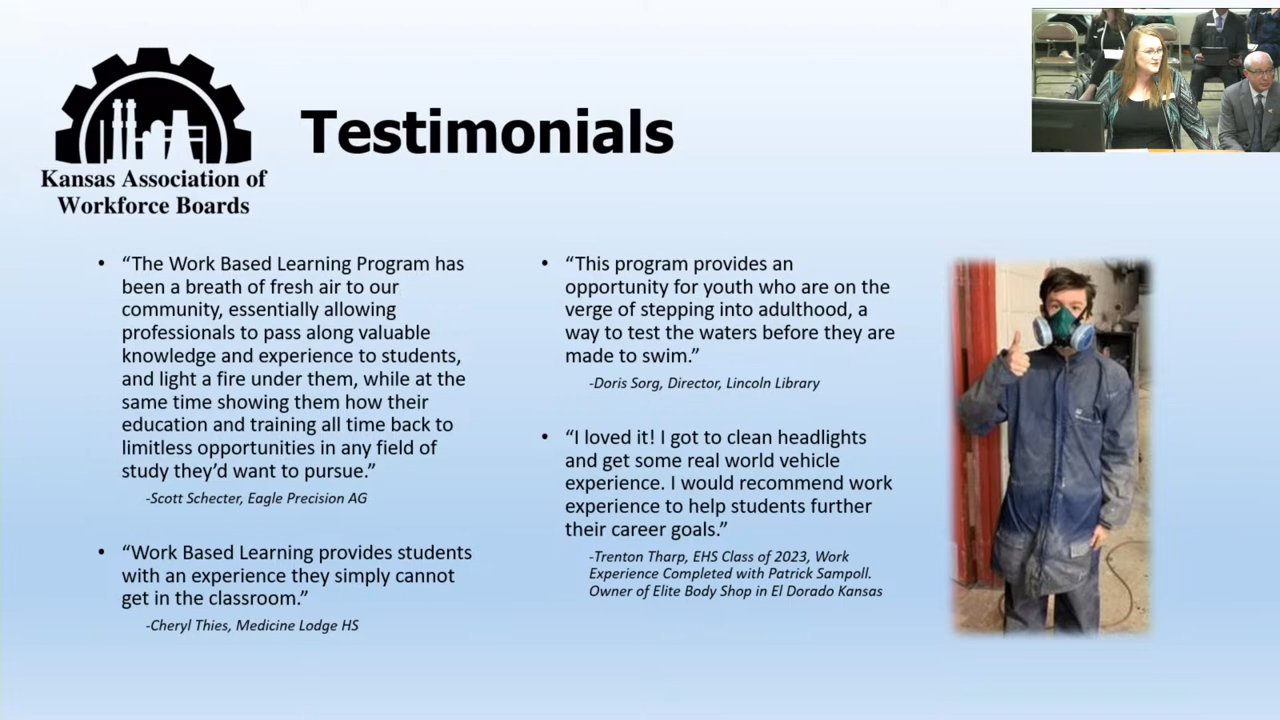 Kansas Association of
Workforce Boards
Testimonials
• “The Work Based Learning Program has
been a breath of fresh air to our
community, essentially allowing
professionals to pass along valuable
knowledge and experience to students,
and light a fire under them, while at the
same time showing them how their
education and training all time back to
limitless opportunities in any field of
study they’d want to pursue.”
-Scott Schecter, Eagle Precision AG
• “Work Based Learning provides students
with an experience they simply cannot
get in the classroom.”
-Cheryl Thies, Medicine Lodge HS
• “This program provides an
opportunity for youth who are on the
verge of stepping into adulthood, a
way to test the waters before they are
made to swim.”
-Doris Sorg, Director, Lincoln Library
• “I loved it! I got to clean headlights
and get some real world vehicle
experience. I would recommend work
experience to help students further
their career goals.”
-Trenton Tharp, EHS Class of 2023, Work
Experience Completed with Patrick Sampoll.
Owner of Elite Body Shop in El Dorado Kansas